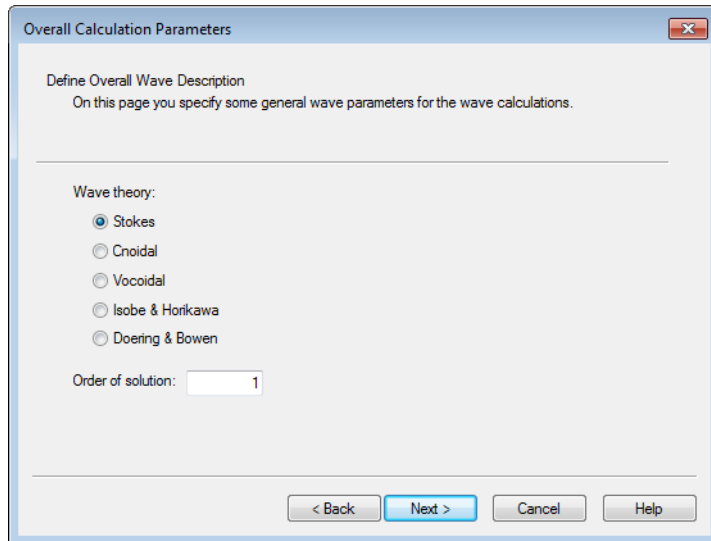 Overall Calculation Parameters
Define Overall Wave Description
On this page you specify some general wave parameters for the wave calculations.
Wave theory:
Stokes
Cnoidal
Vocoidal
Isobe & Horikawa
Doering & Bowen
Order of solution: 1
< Back Next > Cancel Help